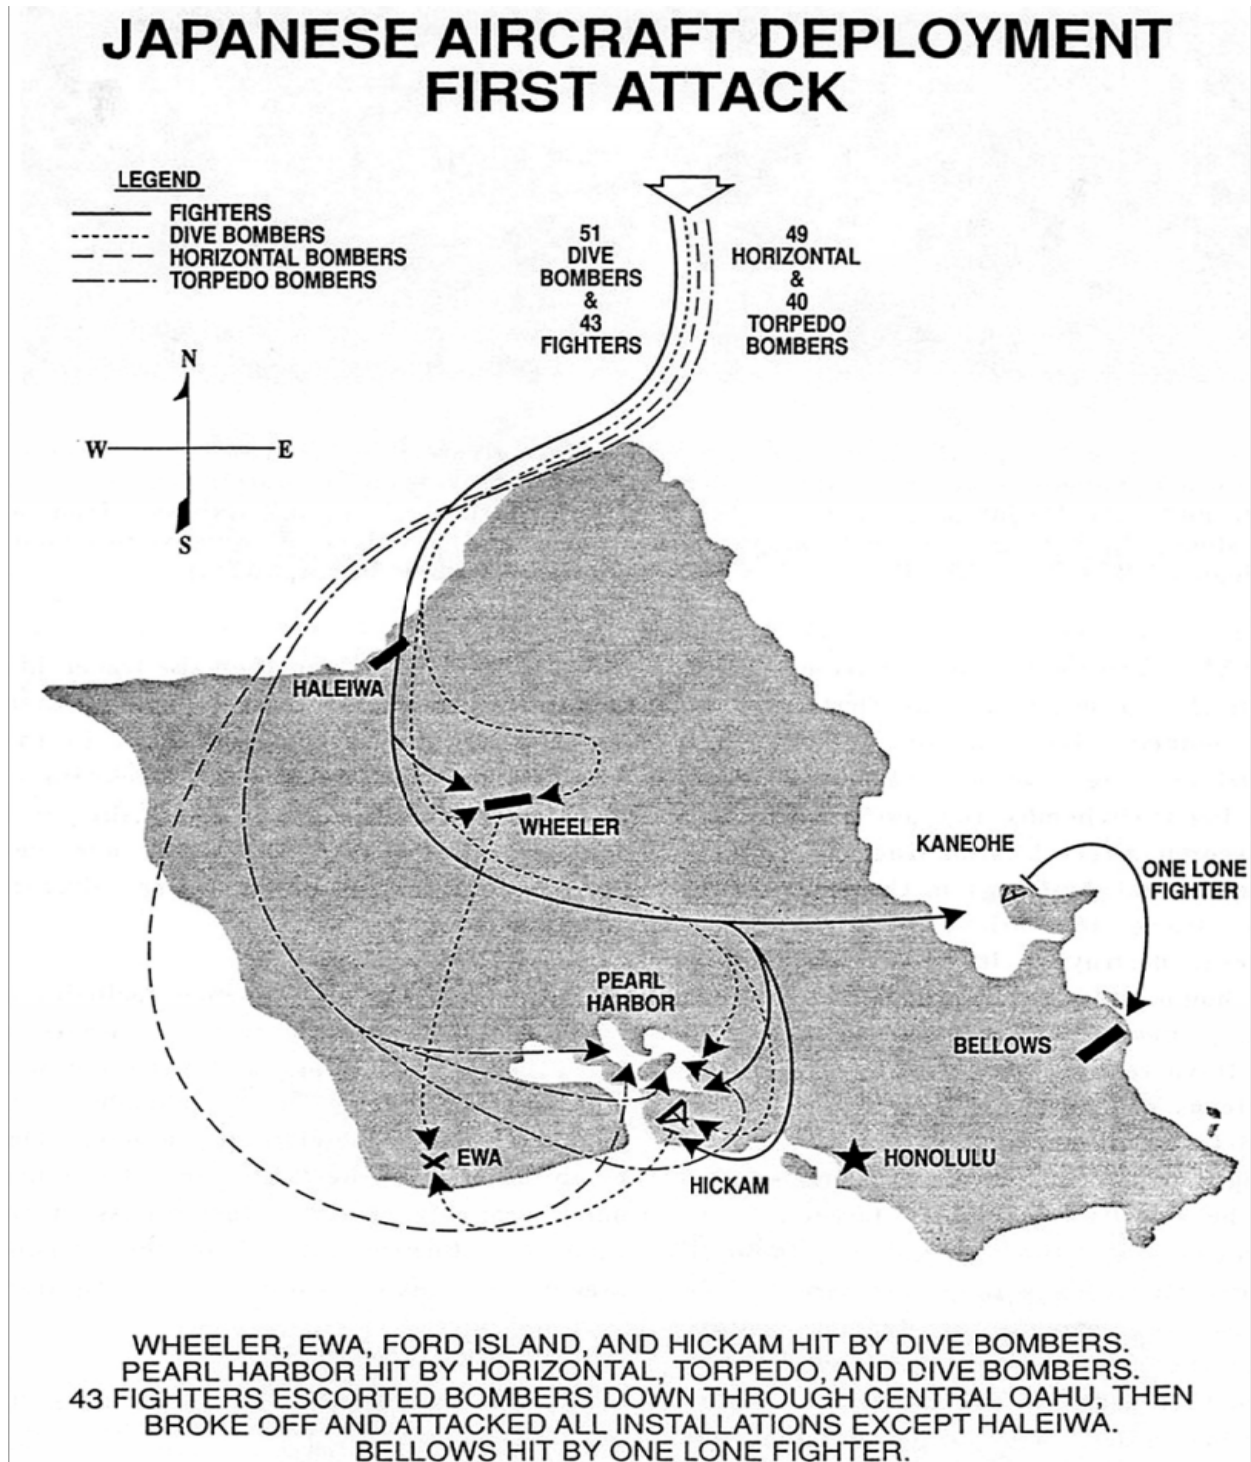 JAPANESE AIRCRAFT DEPLOYMENT
FIRST ATTACK
LEGEND
FIGHTERS
DIVE BOMBERS
HORIZONTAL BOMBERS
TORPEDO BOMBERS
51
DIVE
BOMBERS
&
43
FIGHTERS
49
HORIZONTAL
&
40
TORPEDO
BOMBERS
N
W
E
S
HALEIWA
WHEELER
KANEOHE
ONE LONE
FIGHTER
PEARL
HARBOR
BELLOWS
EWA
HONOLULU
HICKAM
WHEELER, EWA, FORD ISLAND, AND HICKAM HIT BY DIVE BOMBERS.
PEARL HARBOR HIT BY HORIZONTAL, TORPEDO, AND DIVE BOMBERS.
43 FIGHTERS ESCORTED BOMBERS DOWN THROUGH CENTRAL OAHU, THEN
BROKE OFF AND ATTACKED ALL INSTALLATIONS EXCEPT HALEIWA.
BELLOWS HIT BY ONE LONE FIGHTER.